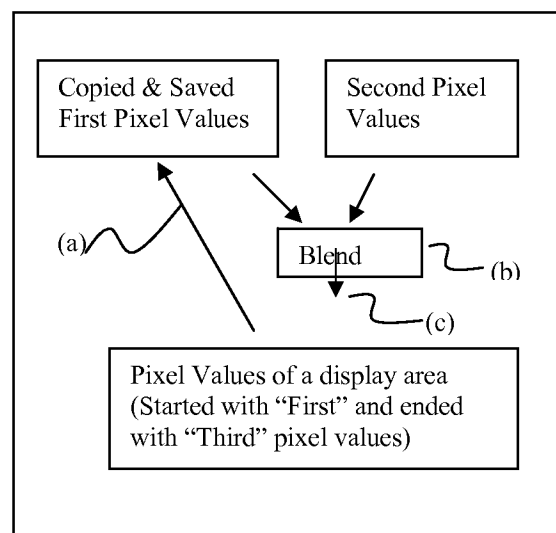 Copied & Saved
First Pixel Values
Second Pixel
Values
(a)
Blend
(b)
(c)
Pixel Values of a display area
(Started with “First” and ended
with “Third” pixel values)